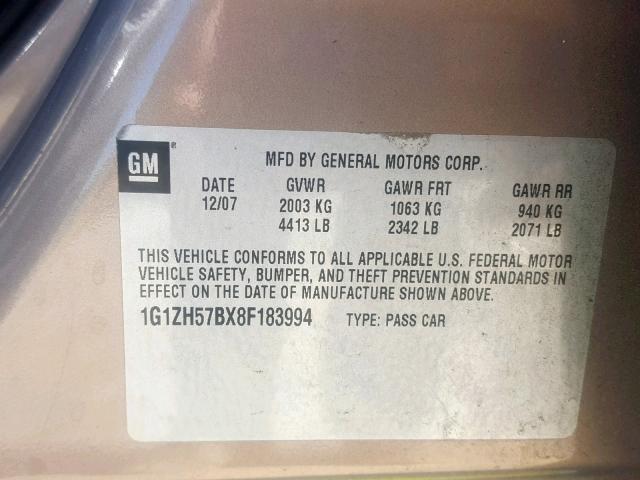 GM® MFD BY GENERAL MOTORS CORP.
DATE GVWR GAWR FRT GAWR RR
12/07 2003 KG 1063 KG 940 KG
4413 LB 2342 LB 2071 LB
THIS VEHICLE CONFORMS TO ALL APPLICABLE U.S. FEDERAL MOTOR
VEHICLE SAFETY, BUMPER, AND THEFT PREVENTION STANDARDS IN
EFFECT ON THE DATE OF MANUFACTURE SHOWN ABOVE.
1G1ZH57BX8F183994 TYPE: PASS CAR